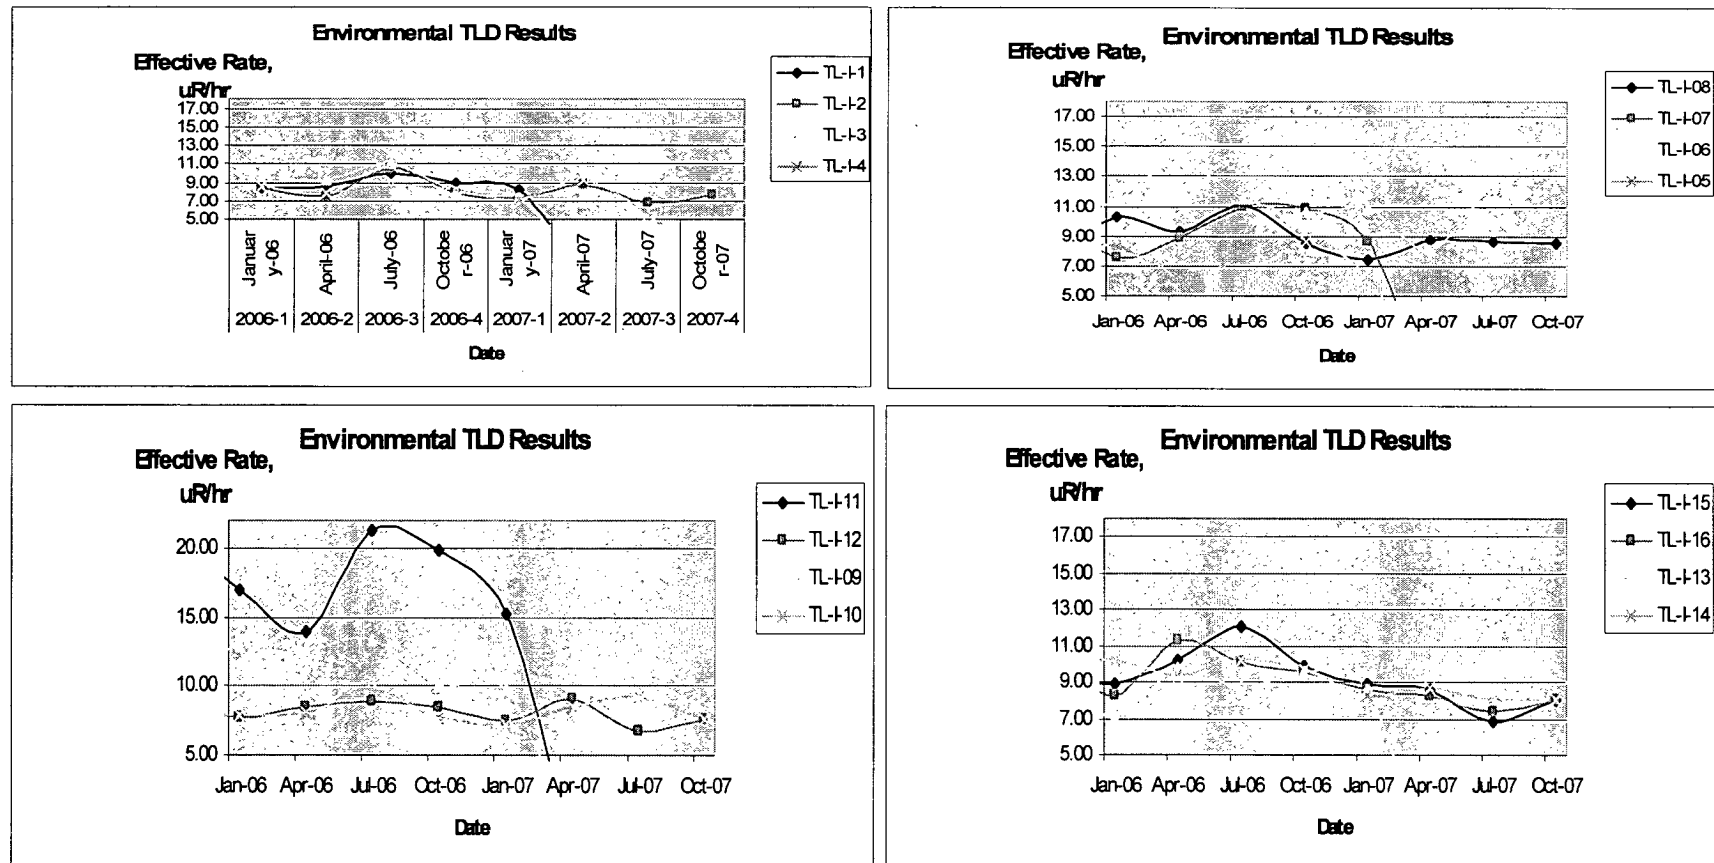 Environmental TLD Results
Effective Rate,
uR/hr
17.00
15.00
13.00
11.00
9.00
7.00
5.00
Januar
y-06
April-06
July-06
Octobe
r-06
Januar
y-07
April-07
July-07
Octobe
r-07
2006-1 2006-2 2006-3 2006-4 2007-1 2007-2 2007-3 2007-4
Date
TL-I-1
TL-I-2
TL-I-3
TL-I-4
Environmental TLD Results
Effective Rate,
uR/hr
17.00
15.00
13.00
11.00
9.00
7.00
5.00
Jan-06 Apr-06 Jul-06 Oct-06 Jan-07 Apr-07 Jul-07 Oct-07
Date
TL-I-08
TL-I-07
TL-I-06
TL-I-05
Environmental TLD Results
Effective Rate,
uR/hr
20.00
15.00
10.00
5.00
Jan-06 Apr-06 Jul-06 Oct-06 Jan-07 Apr-07 Jul-07 Oct-07
Date
TL-I-11
TL-I-12
TL-I-09
TL-I-10
Environmental TLD Results
Effective Rate,
uR/hr
17.00
15.00
13.00
11.00
9.00
7.00
5.00
Jan-06 Apr-06 Jul-06 Oct-06 Jan-07 Apr-07 Jul-07 Oct-07
Date
TL-I-15
TL-I-16
TL-I-13
TL-I-14